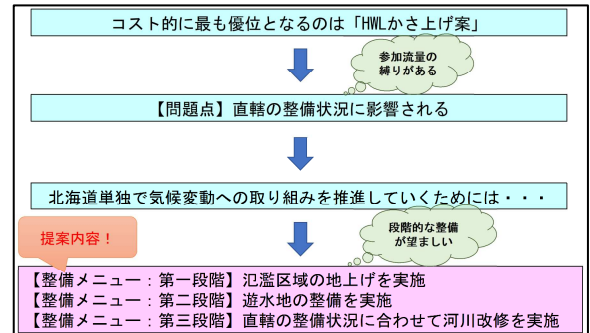 コスト的に最も優位となるのは「HWLかさ上げ案」
参加流量の
縛りがある
【問題点】直轄の整備状況に影響される
北海道単独で気候変動への取り組みを推進していくためには・・・
段階的な整備
が望ましい
提案内容！
【整備メニュー：第一段階】氾濫区域の地上げを実施
【整備メニュー：第二段階】遊水地の整備を実施
【整備メニュー：第三段階】直轄の整備状況に合わせて河川改修を実施